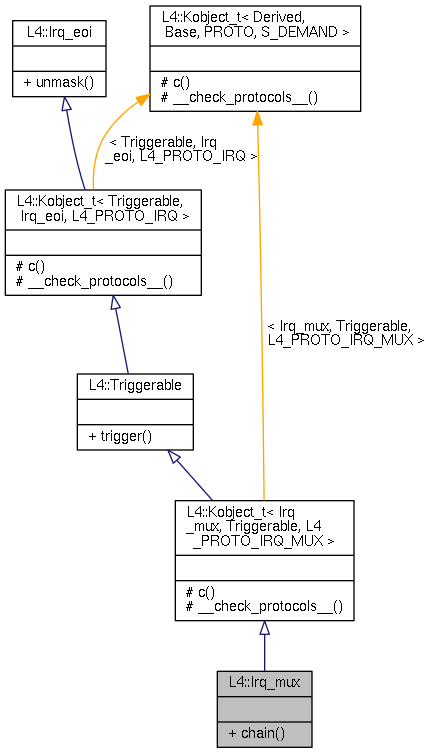 L4::Irq_eoi
+ unmask()
L4::Kobject_t< Derived,
Base, PROTO, S_DEMAND >
# c()
# __check_protocols__()
< Triggerable, Irq
_eoi, L4_PROTO_IRQ >
L4::Kobject_t< Triggerable,
Irq_eoi, L4_PROTO_IRQ >
# c()
# __check_protocols__()
< Irq_mux, Triggerable,
L4_PROTO_IRQ_MUX >
L4::Triggerable
+ trigger()
L4::Kobject_t< Irq
_mux, Triggerable, L4
_PROTO_IRQ_MUX >
# c()
# __check_protocols__()
L4::Irq_mux
+ chain()